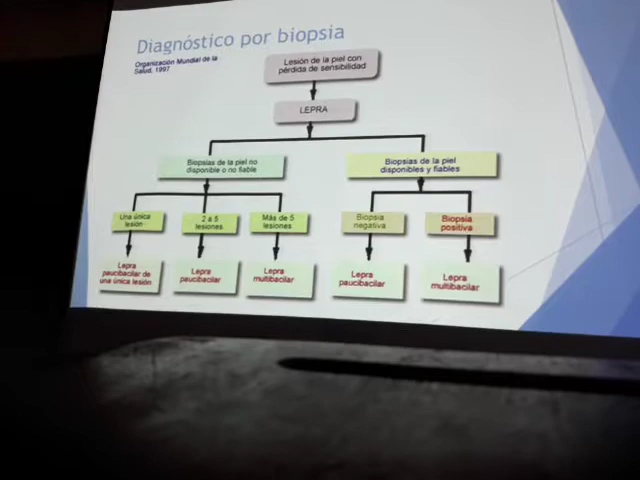 Diagnóstico por biopsia
Organización Mundial de la
Salud, 1997
Lesión de la piel con
pérdida de sensibilidad
LEPRA
Biopsias de la piel no
disponible o no fiable
Biopsias de la piel
disponibles y fiables
Una única
lesión
2 a 5
lesiones
Más de 5
lesiones
Biopsia
negativa
Biopsia
positiva
Lepra
paucibacilar de
una única lesión
Lepra
paucibacilar
Lepra
multibacilar
Lepra
paucibacilar
Lepra
multibacilar